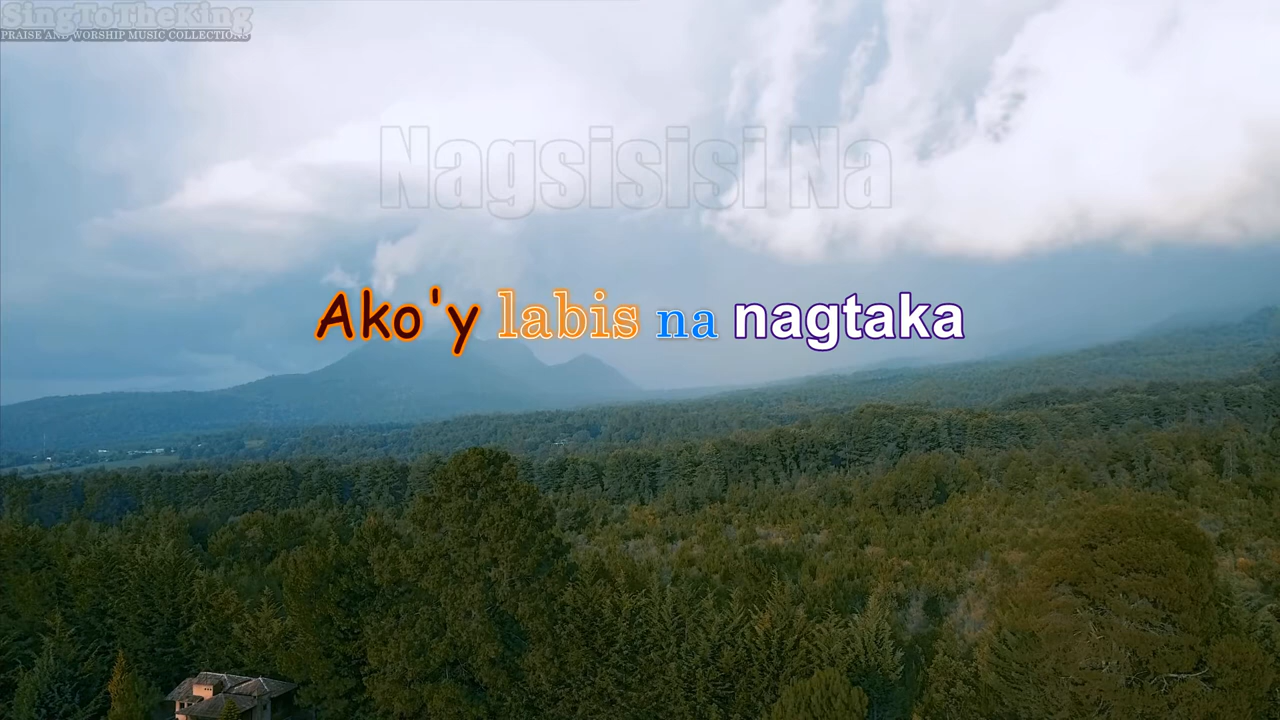 SingToTheKing
PRAISE AND WORSHIP MUSIC COLLECTIONS
Nagsisisi Na
Ako'y labis na nagtaka